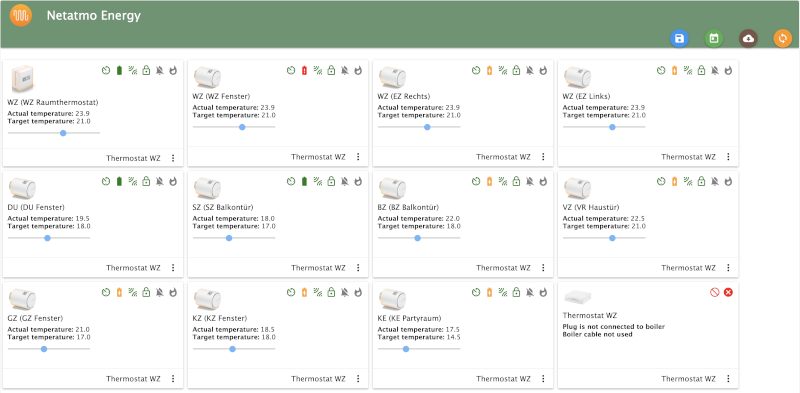 Netatmo Energy
WZ (WZ Raumthermostat)
Actual temperature: 23.9
Target temperature: 21.0
Thermostat WZ
WZ (WZ Fenster)
Actual temperature: 23.9
Target temperature: 21.0
Thermostat WZ
WZ (EZ Rechts)
Actual temperature: 23.9
Target temperature: 21.0
Thermostat WZ
WZ (EZ Links)
Actual temperature: 23.9
Target temperature: 21.0
Thermostat WZ
DU (DU Fenster)
Actual temperature: 19.5
Target temperature: 18.0
Thermostat WZ
SZ (SZ Balkontür)
Actual temperature: 18.0
Target temperature: 17.0
Thermostat WZ
BZ (BZ Balkontür)
Actual temperature: 22.0
Target temperature: 18.0
Thermostat WZ
VZ (VR Haustür)
Actual temperature: 22.5
Target temperature: 21.0
Thermostat WZ
GZ (GZ Fenster)
Actual temperature: 21.0
Target temperature: 17.0
Thermostat WZ
KZ (KZ Fenster)
Actual temperature: 18.5
Target temperature: 18.0
Thermostat WZ
KE (KE Partyraum)
Actual temperature: 17.5
Target temperature: 14.5
Thermostat WZ
Thermostat WZ
Plug is not connected to boiler
Boiler cable not used
Thermostat WZ